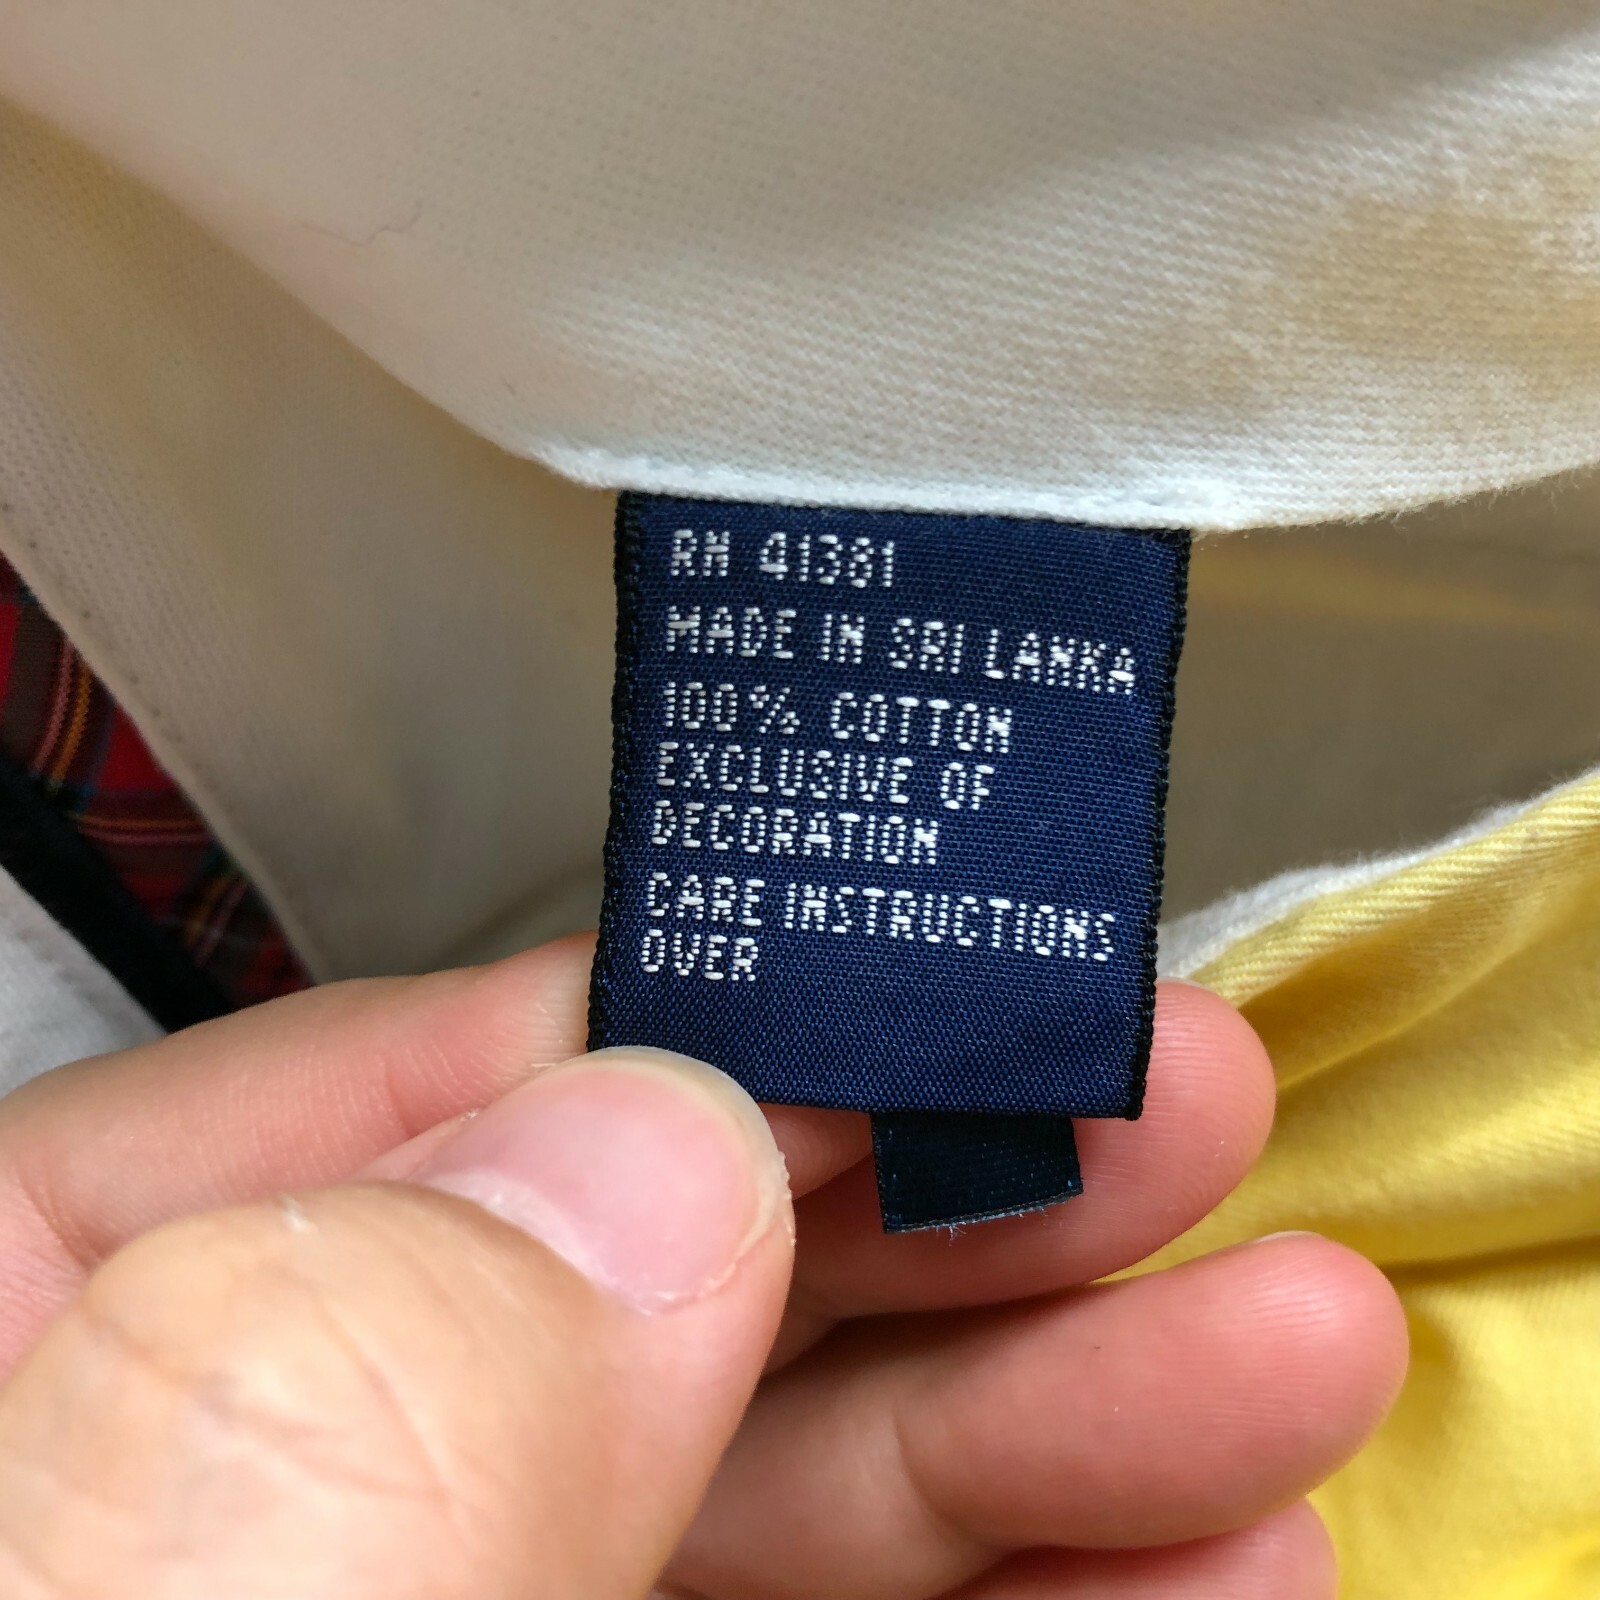 RN 41381
MADE IN SRI LANKA
100% COTTON
EXCLUSIVE OF
DECORATION
CARE INSTRUCTIONS
OVER